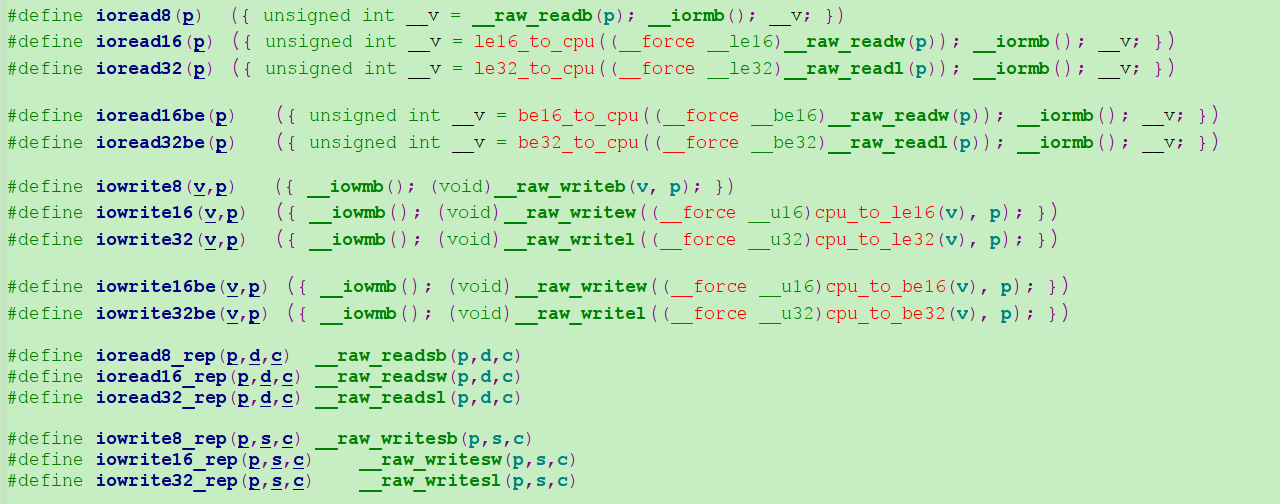 #define ioread8(p)  ({ unsigned int __v = __raw_readb(p); __iormb(); __v; })
#define ioread16(p) ({ unsigned int __v = le16_to_cpu((__force __le16)__raw_readw(p)); __iormb(); __v; })
#define ioread32(p) ({ unsigned int __v = le32_to_cpu((__force __le32)__raw_readl(p)); __iormb(); __v; })
#define ioread16be(p)   ({ unsigned int __v = be16_to_cpu((__force __be16)__raw_readw(p)); __iormb(); __v; })
#define ioread32be(p)   ({ unsigned int __v = be32_to_cpu((__force __be32)__raw_readl(p)); __iormb(); __v; })
#define iowrite8(v,p)   ({ __iowmb(); (void)__raw_writeb(v, p); })
#define iowrite16(v,p)  ({ __iowmb(); (void)__raw_writew((__force __u16)cpu_to_le16(v), p); })
#define iowrite32(v,p)  ({ __iowmb(); (void)__raw_writel((__force __u32)cpu_to_le32(v), p); })
#define iowrite16be(v,p) ({ __iowmb(); (void)__raw_writew((__force __u16)cpu_to_be16(v), p); })
#define iowrite32be(v,p) ({ __iowmb(); (void)__raw_writel((__force __u32)cpu_to_be32(v), p); })
#define ioread8_rep(p,d,c)  __raw_readsb(p,d,c)
#define ioread16_rep(p,d,c) __raw_readsw(p,d,c)
#define ioread32_rep(p,d,c) __raw_readsl(p,d,c)
#define iowrite8_rep(p,s,c) __raw_writesb(p,s,c)
#define iowrite16_rep(p,s,c)    __raw_writesw(p,s,c)
#define iowrite32_rep(p,s,c)    __raw_writesl(p,s,c)